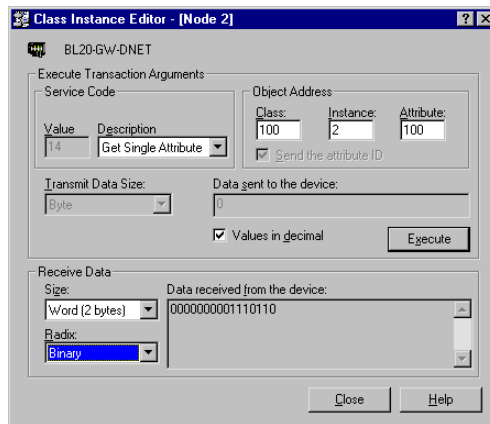 Class Instance Editor - [Node 2]
BL20-GW-DNET
Execute Transaction Arguments
Service Code
Value
Description
14
Get Single Attribute
Object Address
Class:
Instance:
Attribute:
100
2
100
Send the attribute ID
Transmit Data Size:
Byte
Data sent to the device:
0
Values in decimal
Execute
Receive Data
Size:
Word (2 bytes)
Radix:
Binary
Data received from the device:
0000000001110110
Close
Help